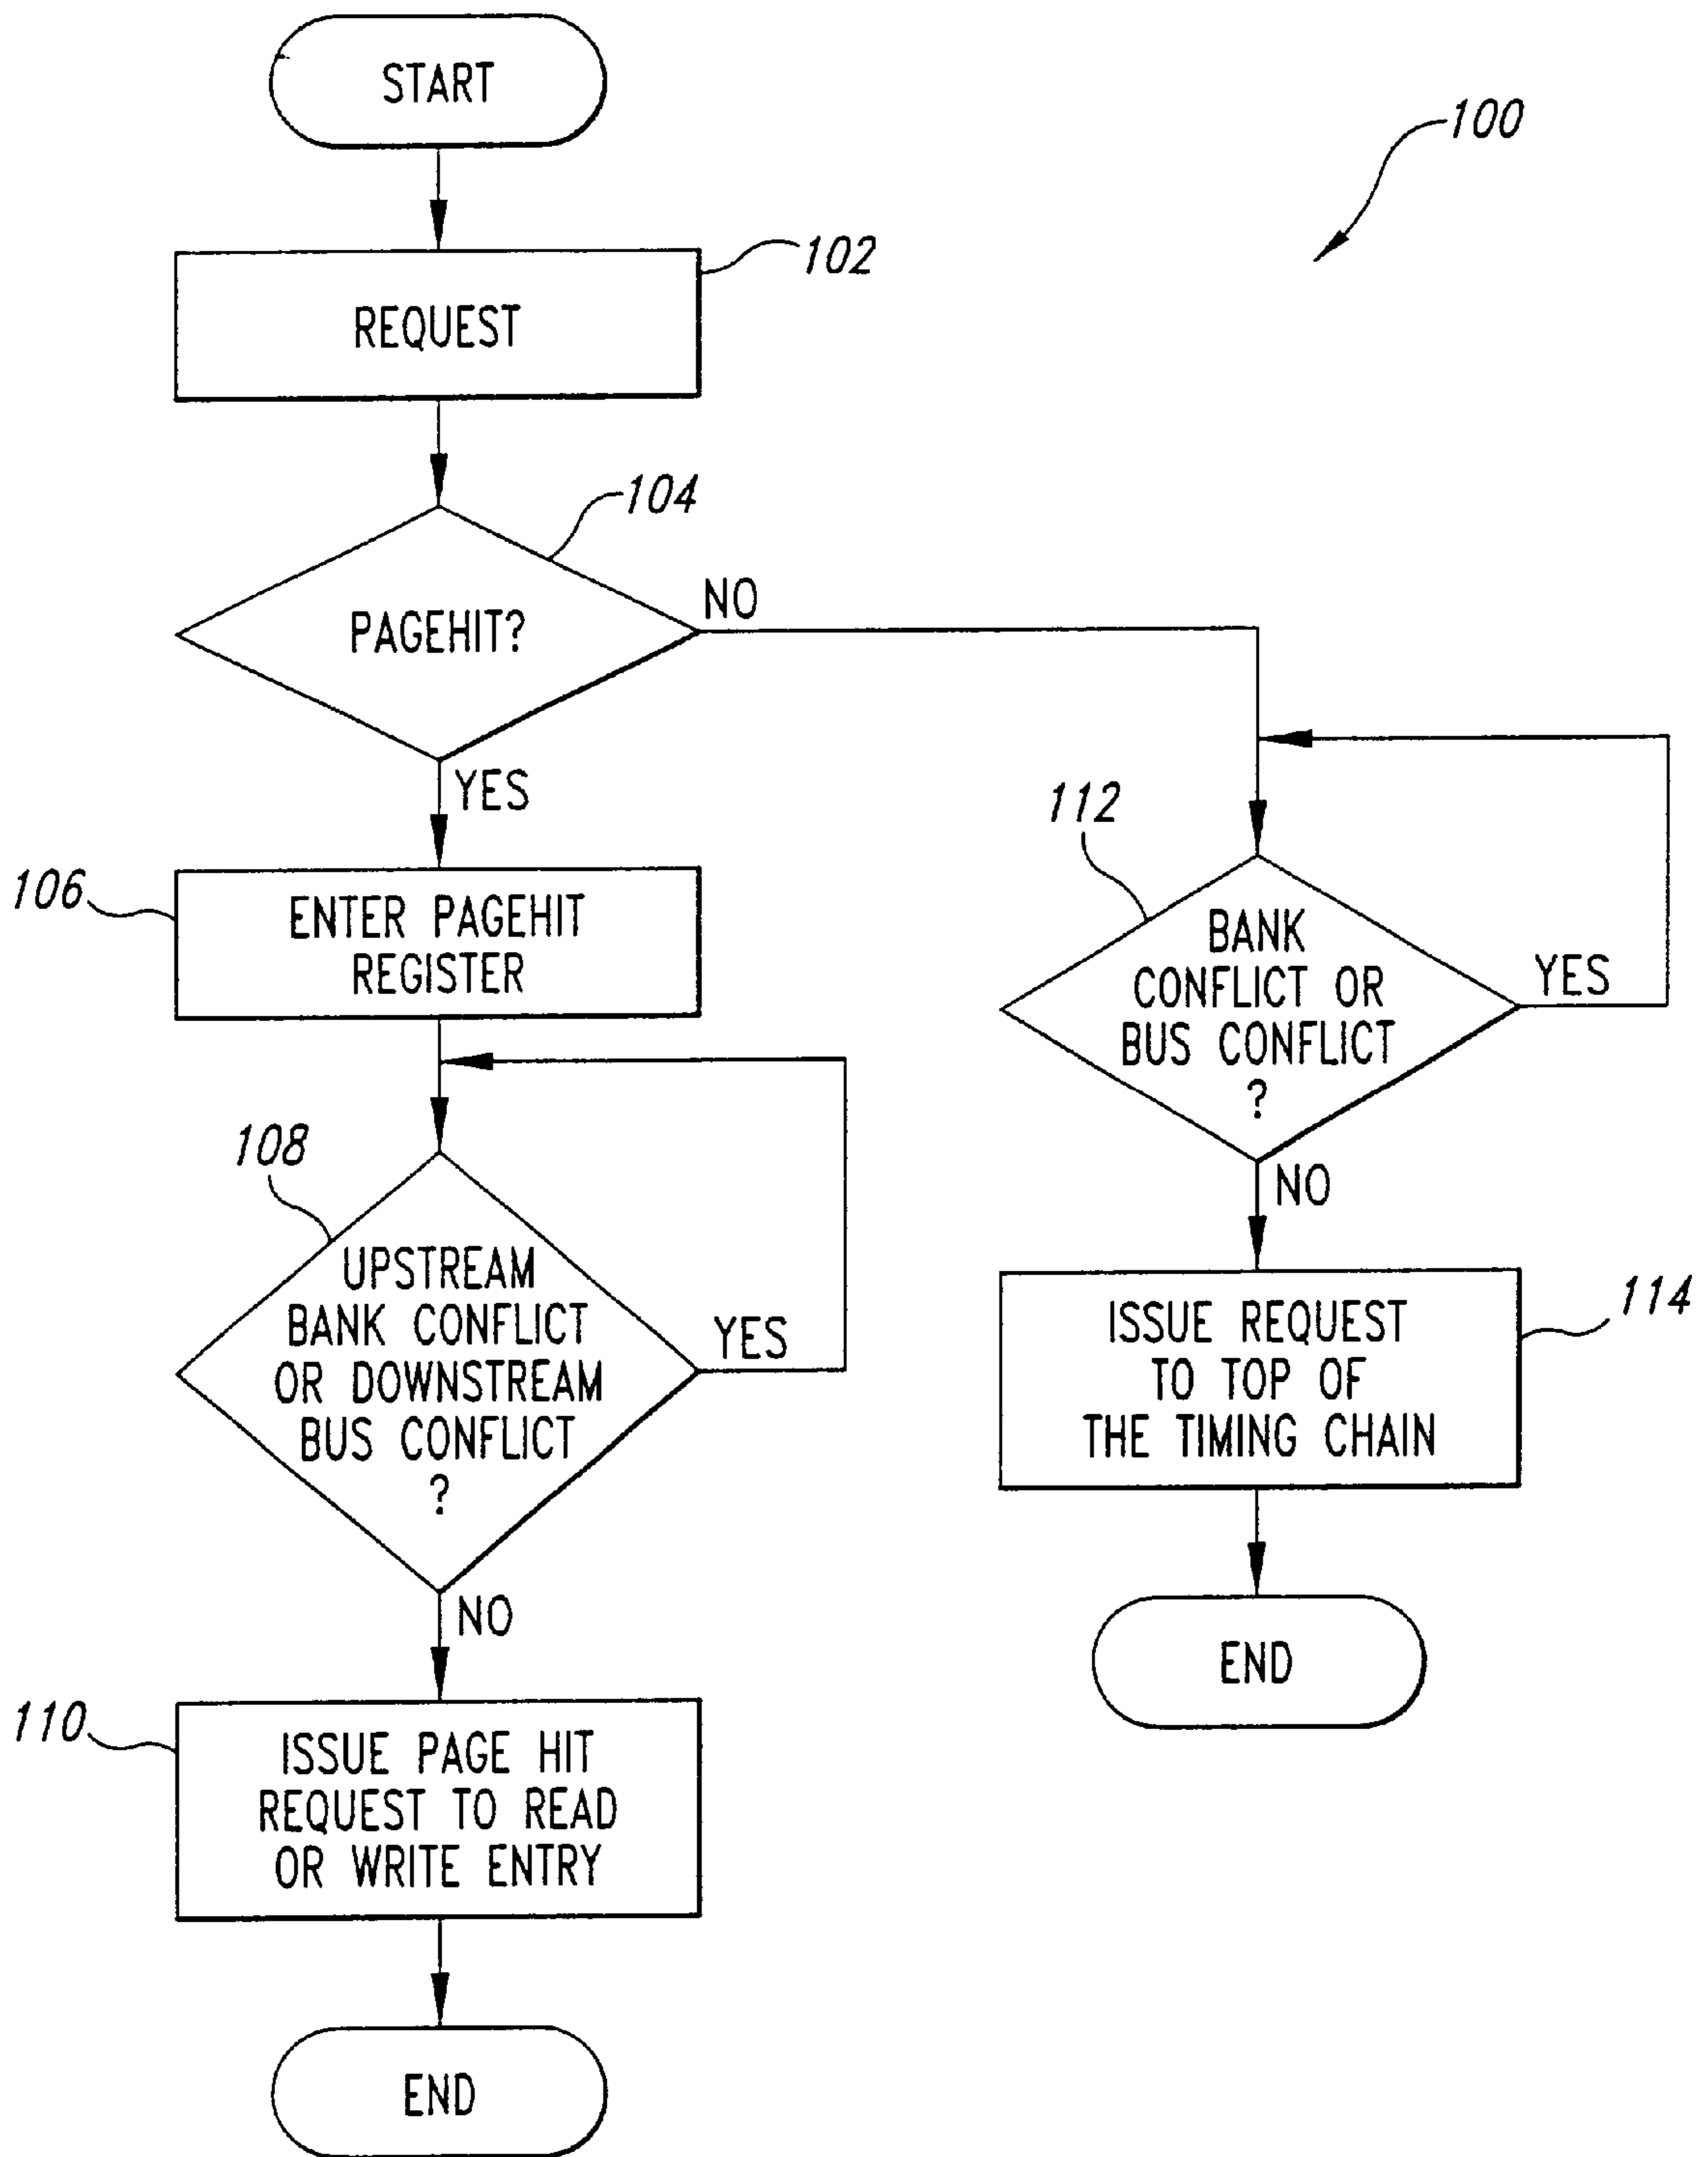 START
100
102
REQUEST
104
PAGEHIT?
NO
YES
106
ENTER PAGEHIT
REGISTER
108
UPSTREAM
BANK CONFLICT
OR DOWNSTREAM
BUS CONFLICT
?
YES
NO
110
ISSUE PAGE HIT
REQUEST TO READ
OR WRITE ENTRY
END
112
BANK
CONFLICT OR
BUS CONFLICT
?
YES
NO
114
ISSUE REQUEST
TO TOP OF
THE TIMING CHAIN
END